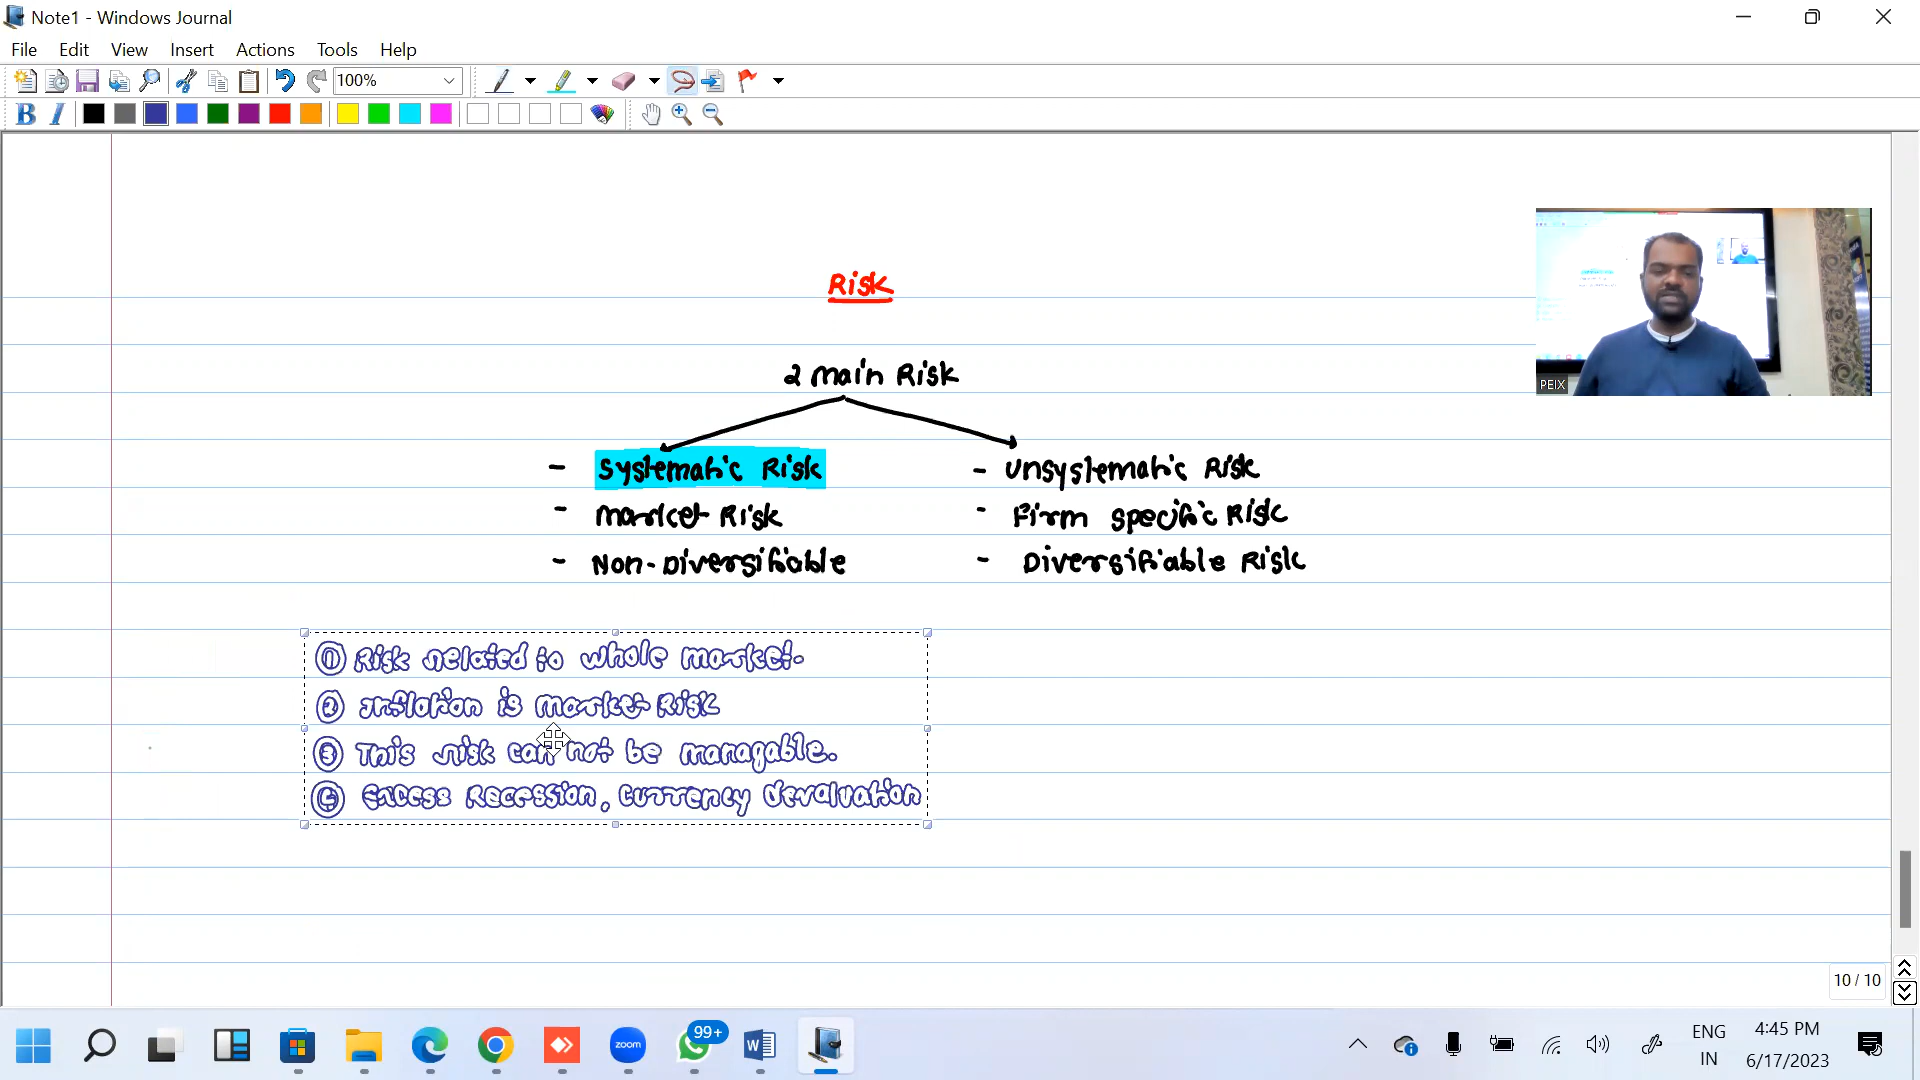 Note1 - Windows Journal
File Edit View Insert Actions Tools Help
100%
B I
Risk
2 main Risk
- Systematic Risk
- Unsystematic Risk
- Market Risk
- Firm specific Risk
- Non-Diversifiable
- Diversifiable Risk
① Risk related to whole market.
② Inflation is market Risk
③ This risk can not be managable.
④ Excess Recession, currency devaluation
PEIX
10 / 10
99+
zoom
W
ENG
IN
4:45 PM
6/17/2023